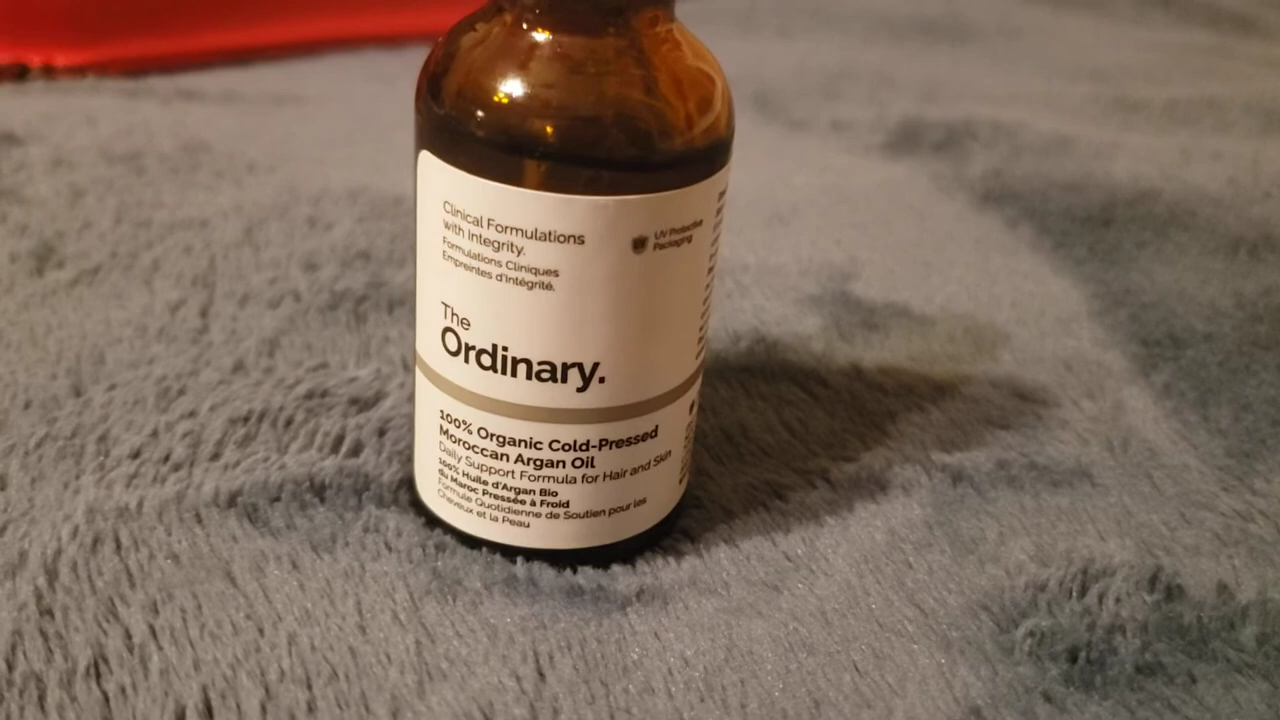 Clinical Formulations
with Integrity.
Formulations Cliniques
Empreintes d'Intégrité.
UV Protective
Packaging
The
Ordinary.
100% Organic Cold-Pressed
Moroccan Argan Oil
Daily Support Formula for Hair and Skin
100% Huile d'Argan Bio
du Maroc Pressée à Froid
Formule Quotidienne de Soutien pour les
Cheveux et la Peau